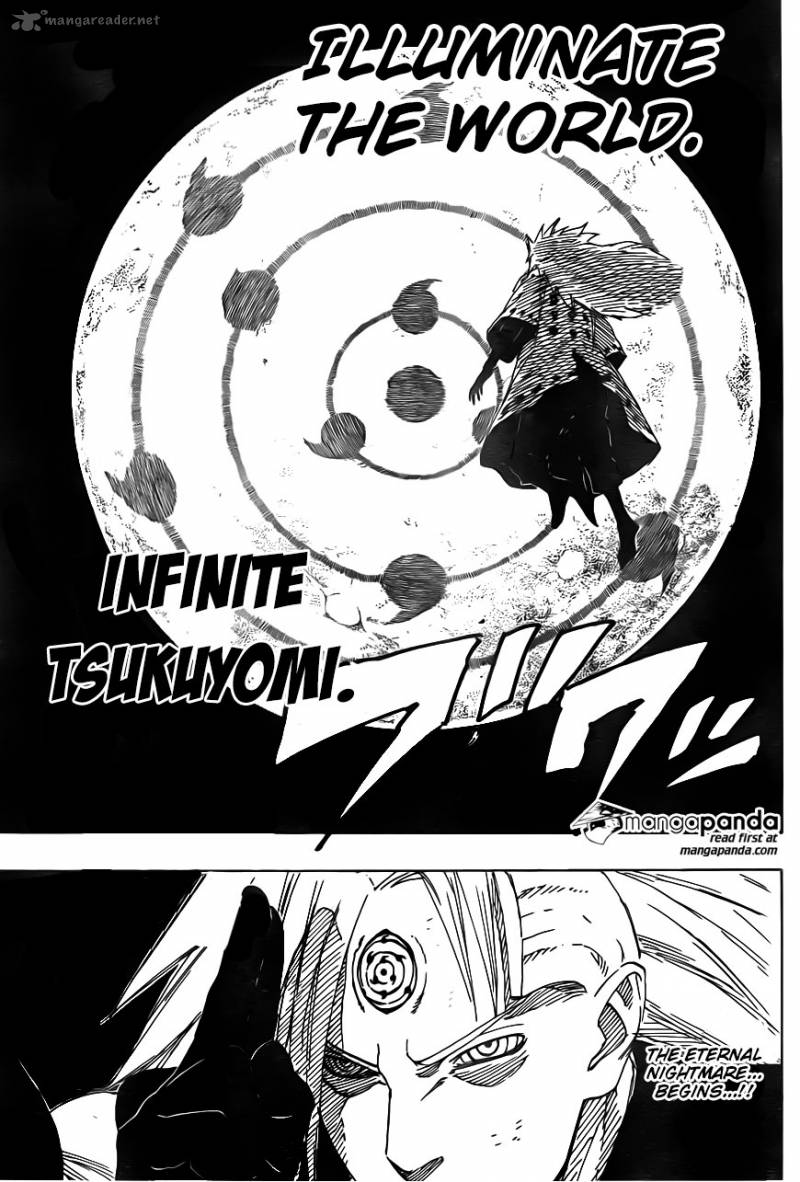 mangareader.net
ILLUMINATE
THE WORLD.
INFINITE
TSUKUYOMI.
ブワッ
mangapanda
read first at
mangapanda.com
THE ETERNAL
NIGHTMARE...
BEGINS...!!